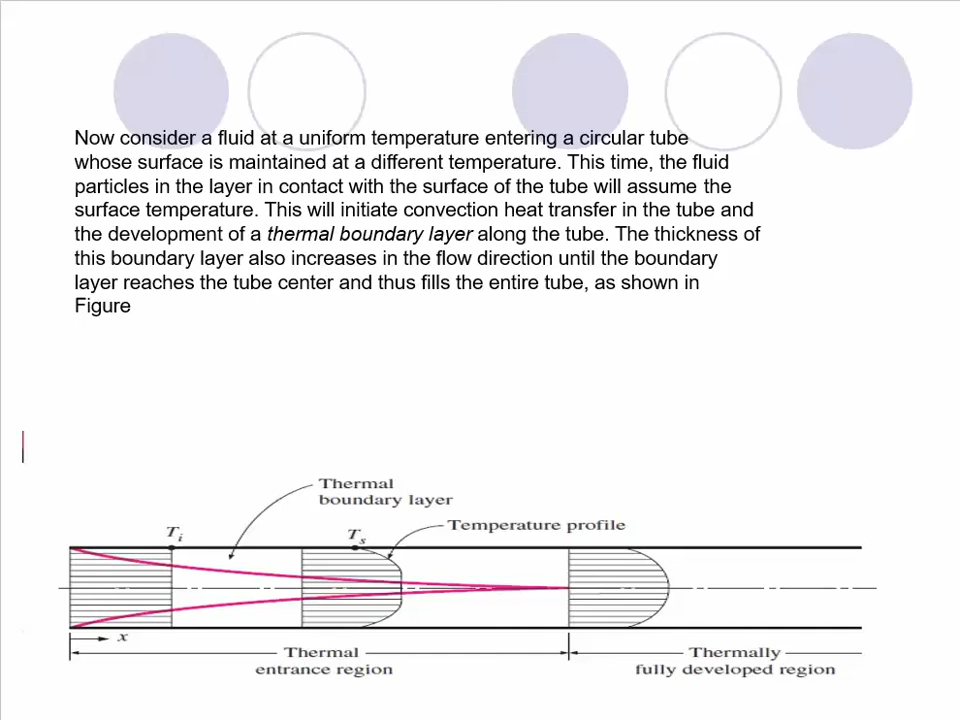 Now consider a fluid at a uniform temperature entering a circular tube
whose surface is maintained at a different temperature. This time, the fluid
particles in the layer in contact with the surface of the tube will assume the
surface temperature. This will initiate convection heat transfer in the tube and
the development of a thermal boundary layer along the tube. The thickness of
this boundary layer also increases in the flow direction until the boundary
layer reaches the tube center and thus fills the entire tube, as shown in
Figure
Thermal
boundary layer
Temperature profile
Ti
Ts
x
Thermal
entrance region
Thermally
fully developed region